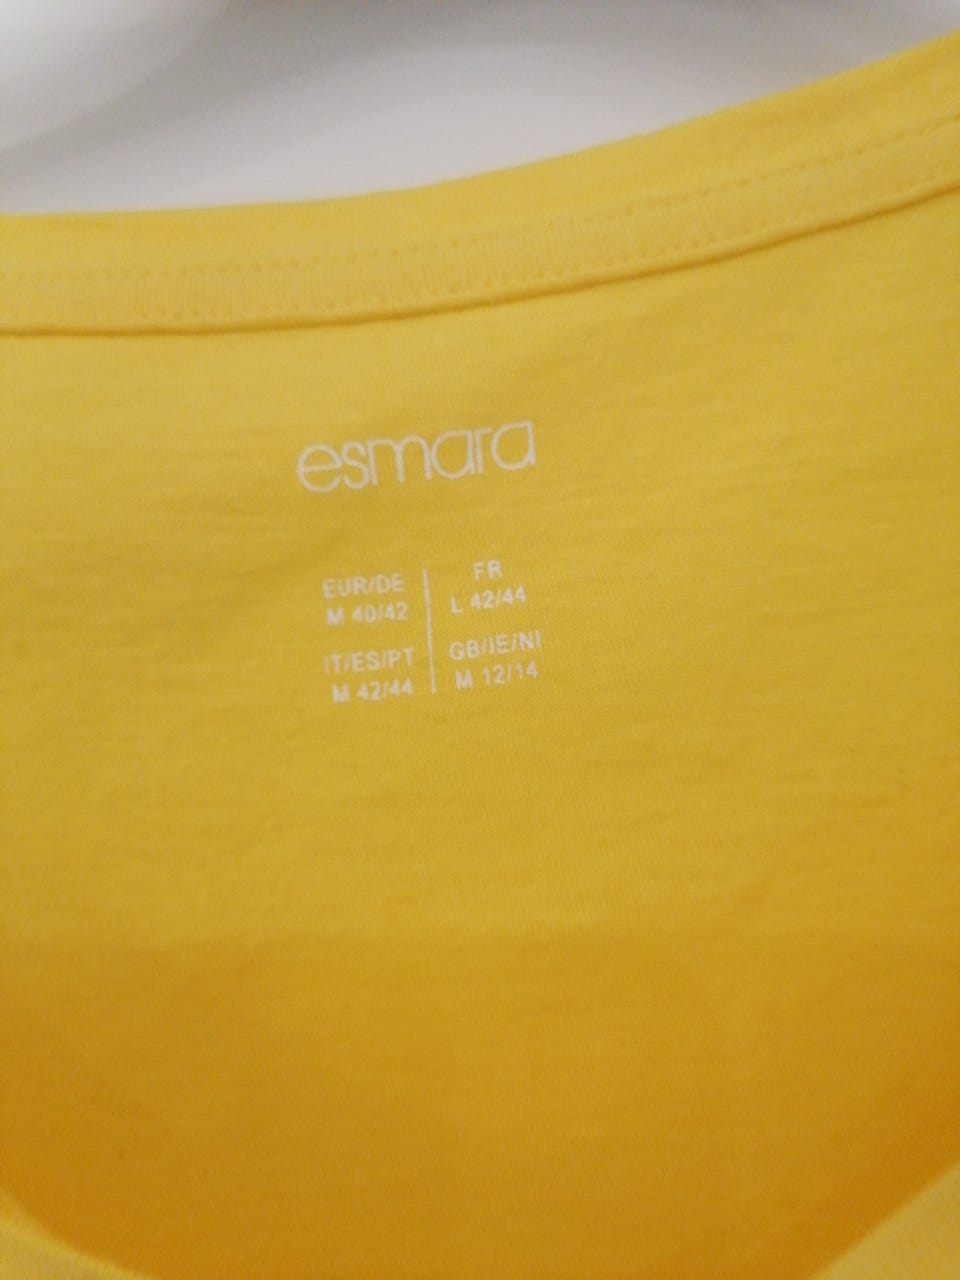 esmara
EUR/DE
M 40/42
FR
L 42/44
IT/ES/PT
M 42/44
GB/IE/NI
M 12/14